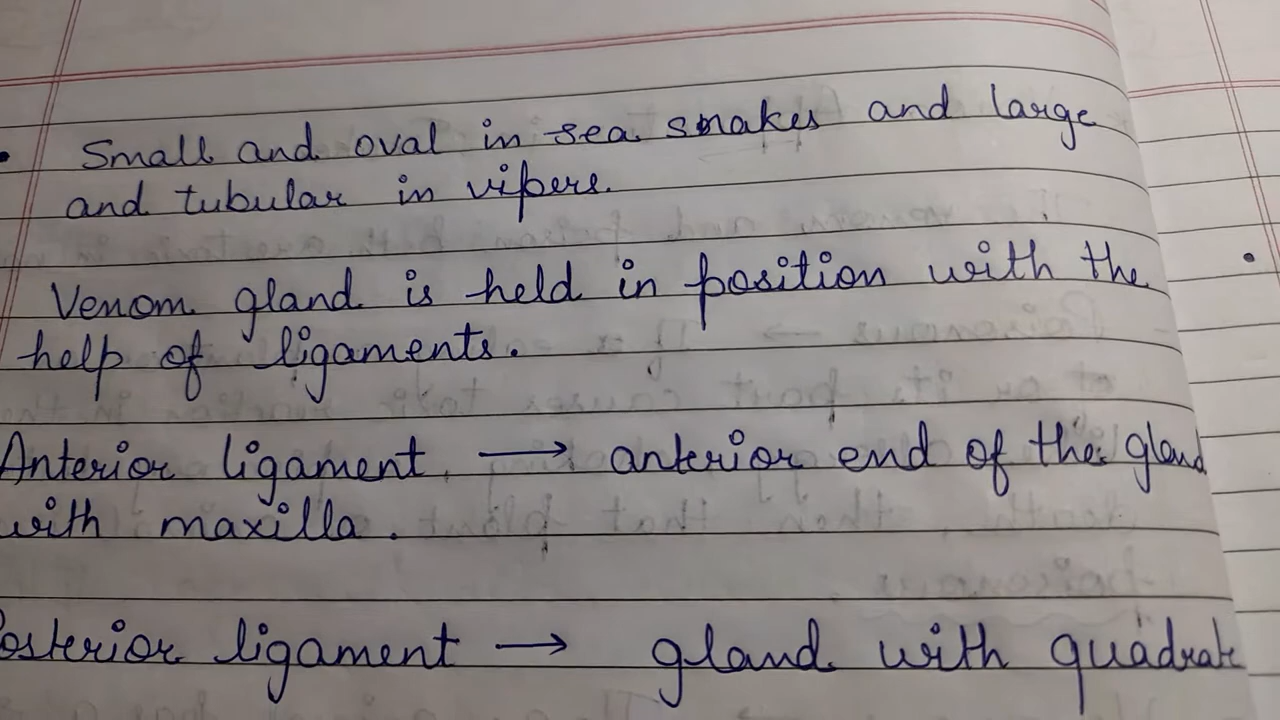 • Small and oval in sea snakes and large
and tubular in vipers.
Venom gland is held in position with the
help of ligaments.
Anterior ligament → anterior end of the gland
with maxilla.
osterior ligament → gland with quadrate